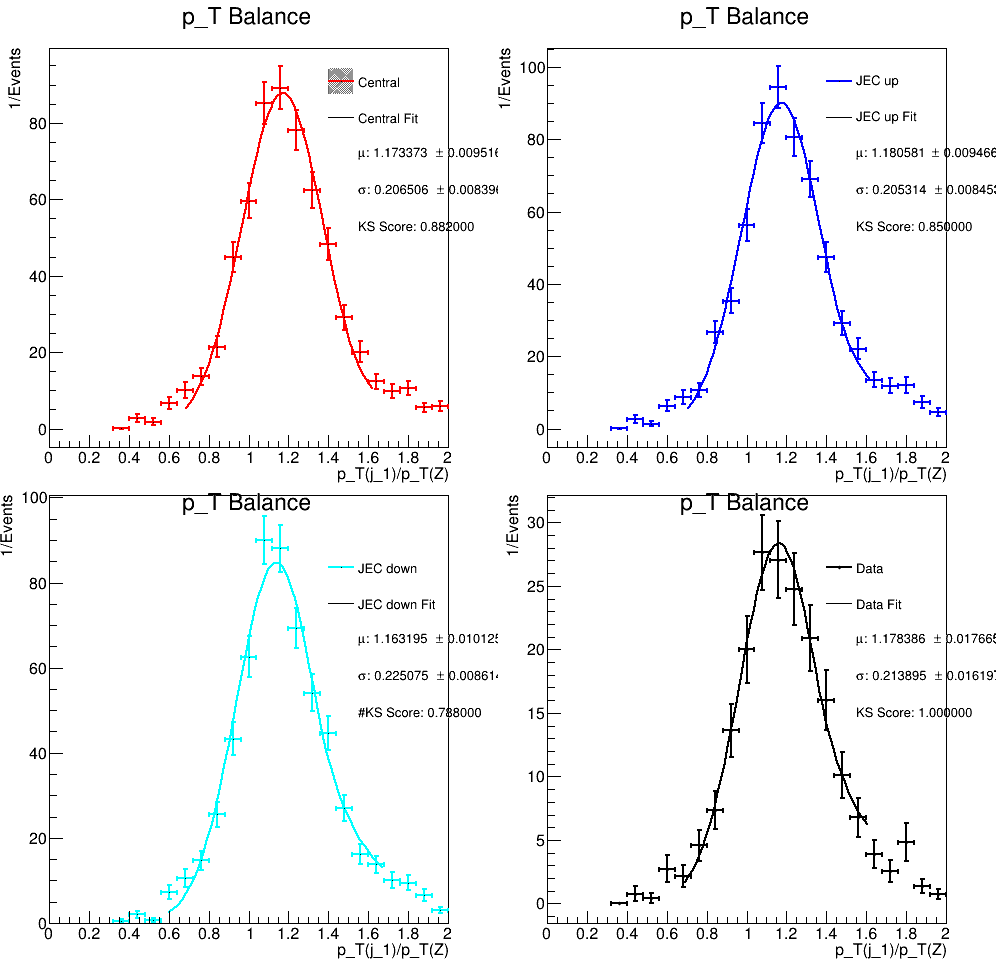 p_T Balance
1/Events
Central
Central Fit
μ: 1.173373 ± 0.009516
σ: 0.206506 ± 0.008396
KS Score: 0.882000
80
60
40
20
0
0 0.2 0.4 0.6 0.8 1 1.2 1.4 1.6 1.8 2
p_T(j_1)/p_T(Z)
p_T Balance
1/Events
JEC up
JEC up Fit
μ: 1.180581 ± 0.009466
σ: 0.205314 ± 0.008453
KS Score: 0.850000
100
80
60
40
20
0
0 0.2 0.4 0.6 0.8 1 1.2 1.4 1.6 1.8 2
p_T(j_1)/p_T(Z)
p_T Balance
1/Events
JEC down
JEC down Fit
μ: 1.163195 ± 0.010125
σ: 0.225075 ± 0.008614
#KS Score: 0.788000
100
80
60
40
20
0
0 0.2 0.4 0.6 0.8 1 1.2 1.4 1.6 1.8 2
p_T(j_1)/p_T(Z)
p_T Balance
1/Events
Data
Data Fit
μ: 1.178386 ± 0.017665
σ: 0.213895 ± 0.016197
KS Score: 1.000000
30
25
20
15
10
5
0
0 0.2 0.4 0.6 0.8 1 1.2 1.4 1.6 1.8 2
p_T(j_1)/p_T(Z)